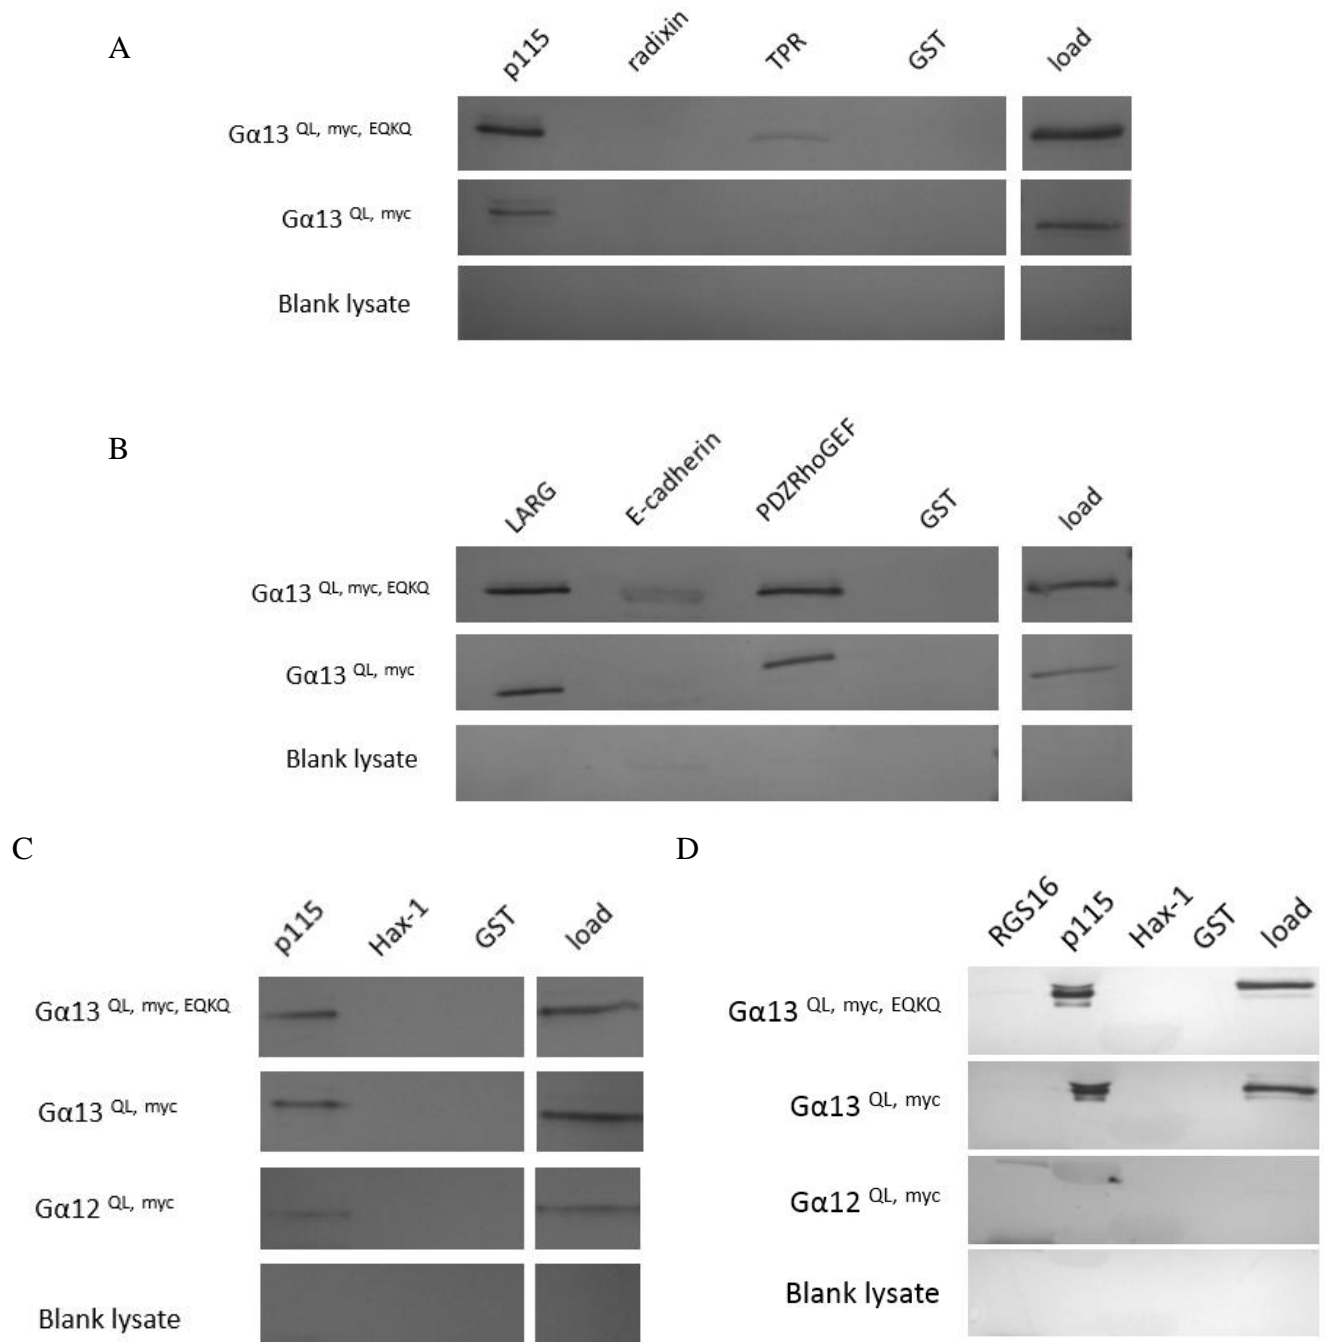 A
p115 radixin TPR GST load
Gα13 QL, myc, EQKQ
Gα13 QL, myc
Blank lysate
B
LARG E-cadherin PDZRhoGEF GST load
Gα13 QL, myc, EQKQ
Gα13 QL, myc
Blank lysate
C
p115 Hax-1 GST load
Gα13 QL, myc, EQKQ
Gα13 QL, myc
Gα12 QL, myc
Blank lysate
D
RGS16 p115 Hax-1 GST load
Gα13 QL, myc, EQKQ
Gα13 QL, myc
Gα12 QL, myc
Blank lysate